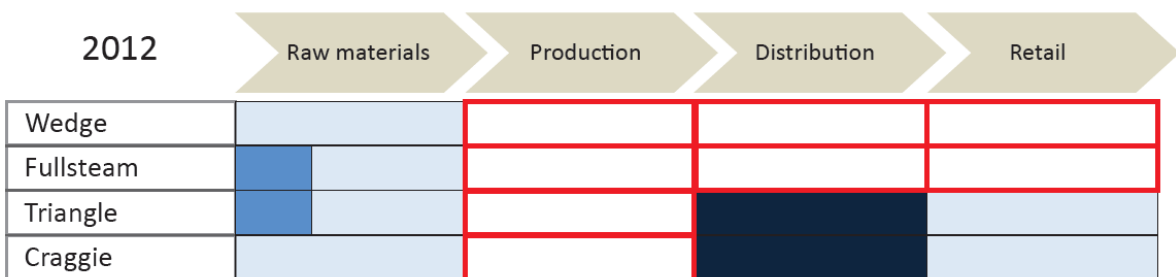 2012
Raw materials
Production
Distribution
Retail
Wedge
Fullsteam
Triangle
Craggie